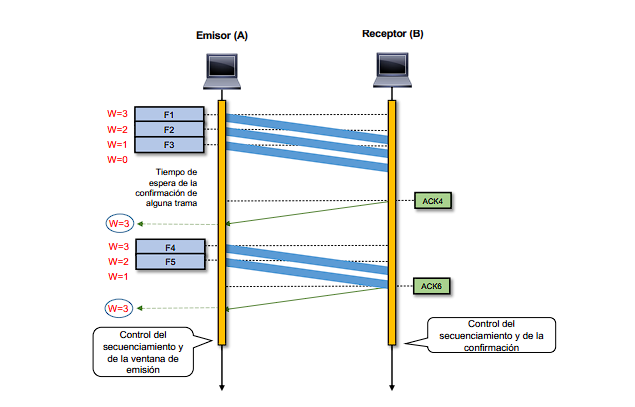 Emisor (A)
Receptor (B)
W=3
F1
W=2
F2
W=1
F3
W=0
Tiempo de
espera de la
confirmación de
alguna trama
ACK4
W=3
W=3
F4
W=2
F5
W=1
ACK6
W=3
Control del
secuenciamiento y
de la ventana de
emisión
Control del
secuenciamiento y de la
confirmación